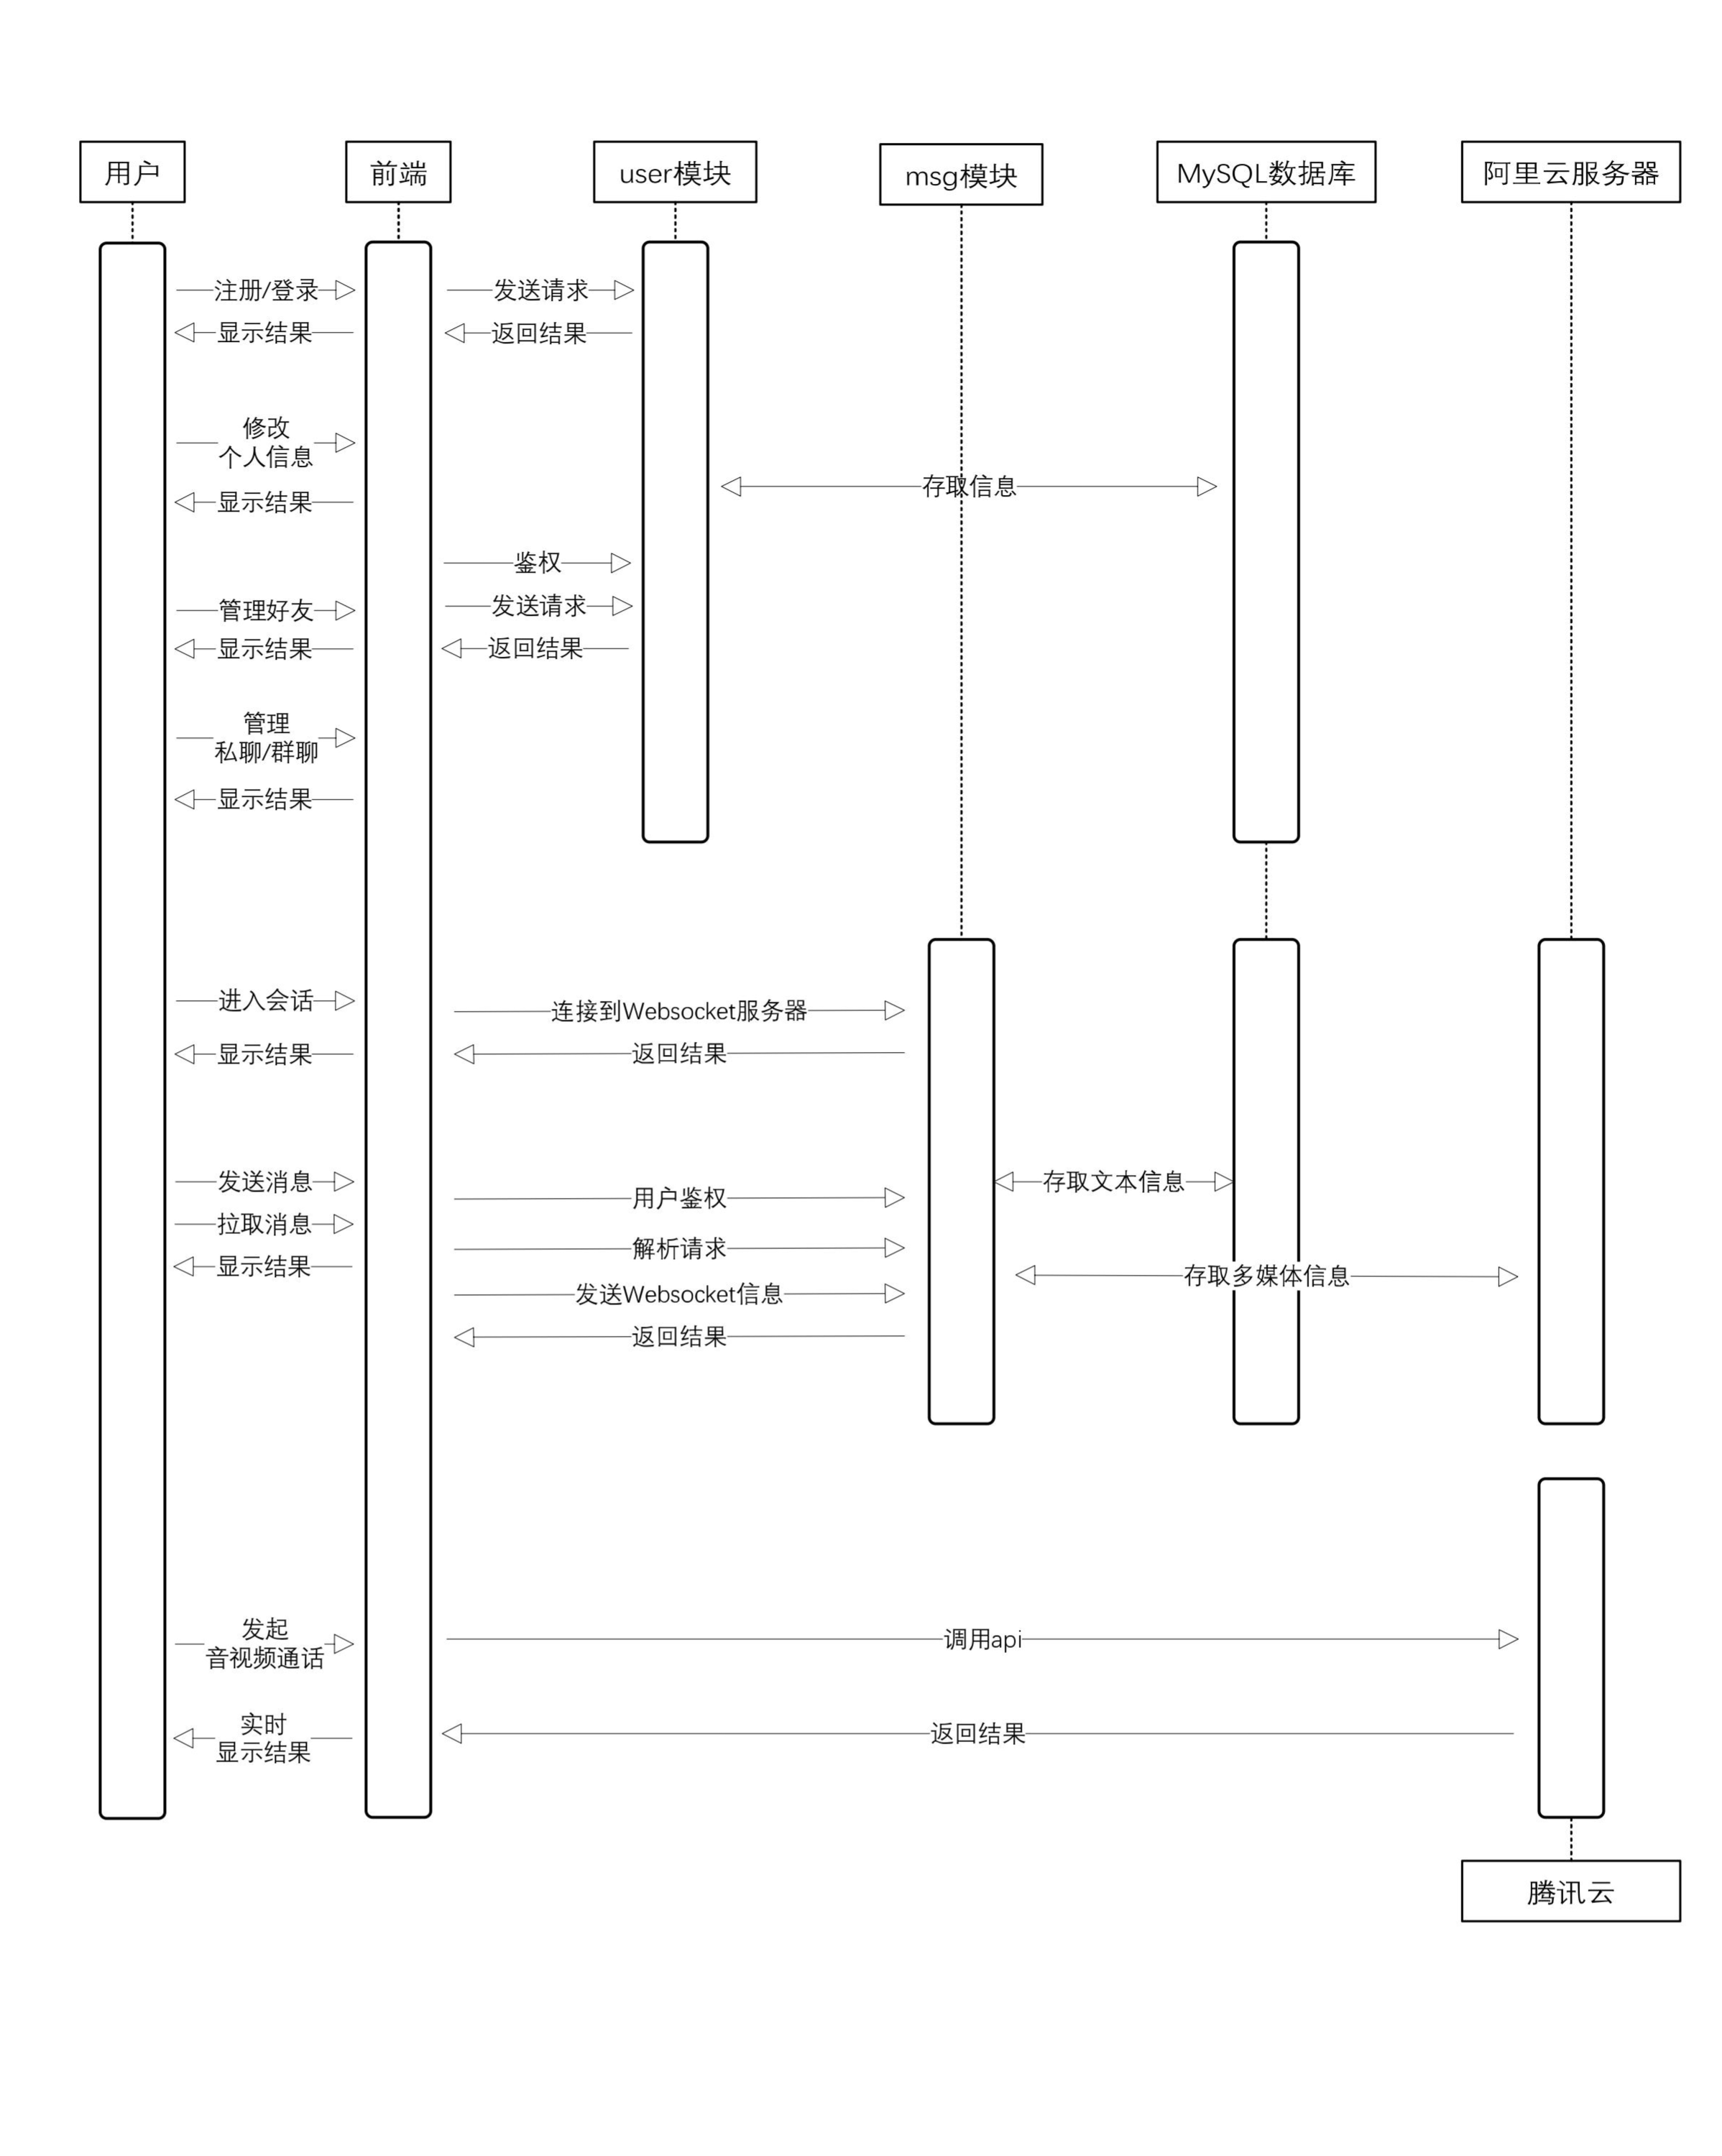 用户
前端
user模块
msg模块
MySQL数据库
阿里云服务器
注册/登录
发送请求
显示结果
返回结果
修改
个人信息
存取信息
显示结果
鉴权
发送请求
管理好友
显示结果
返回结果
管理
私聊/群聊
显示结果
进入会话
连接到Websocket服务器
显示结果
返回结果
发送消息
存取文本信息
用户鉴权
拉取消息
解析请求
显示结果
存取多媒体信息
发送Websocket信息
返回结果
发起
音视频通话
调用api
实时
显示结果
返回结果
腾讯云